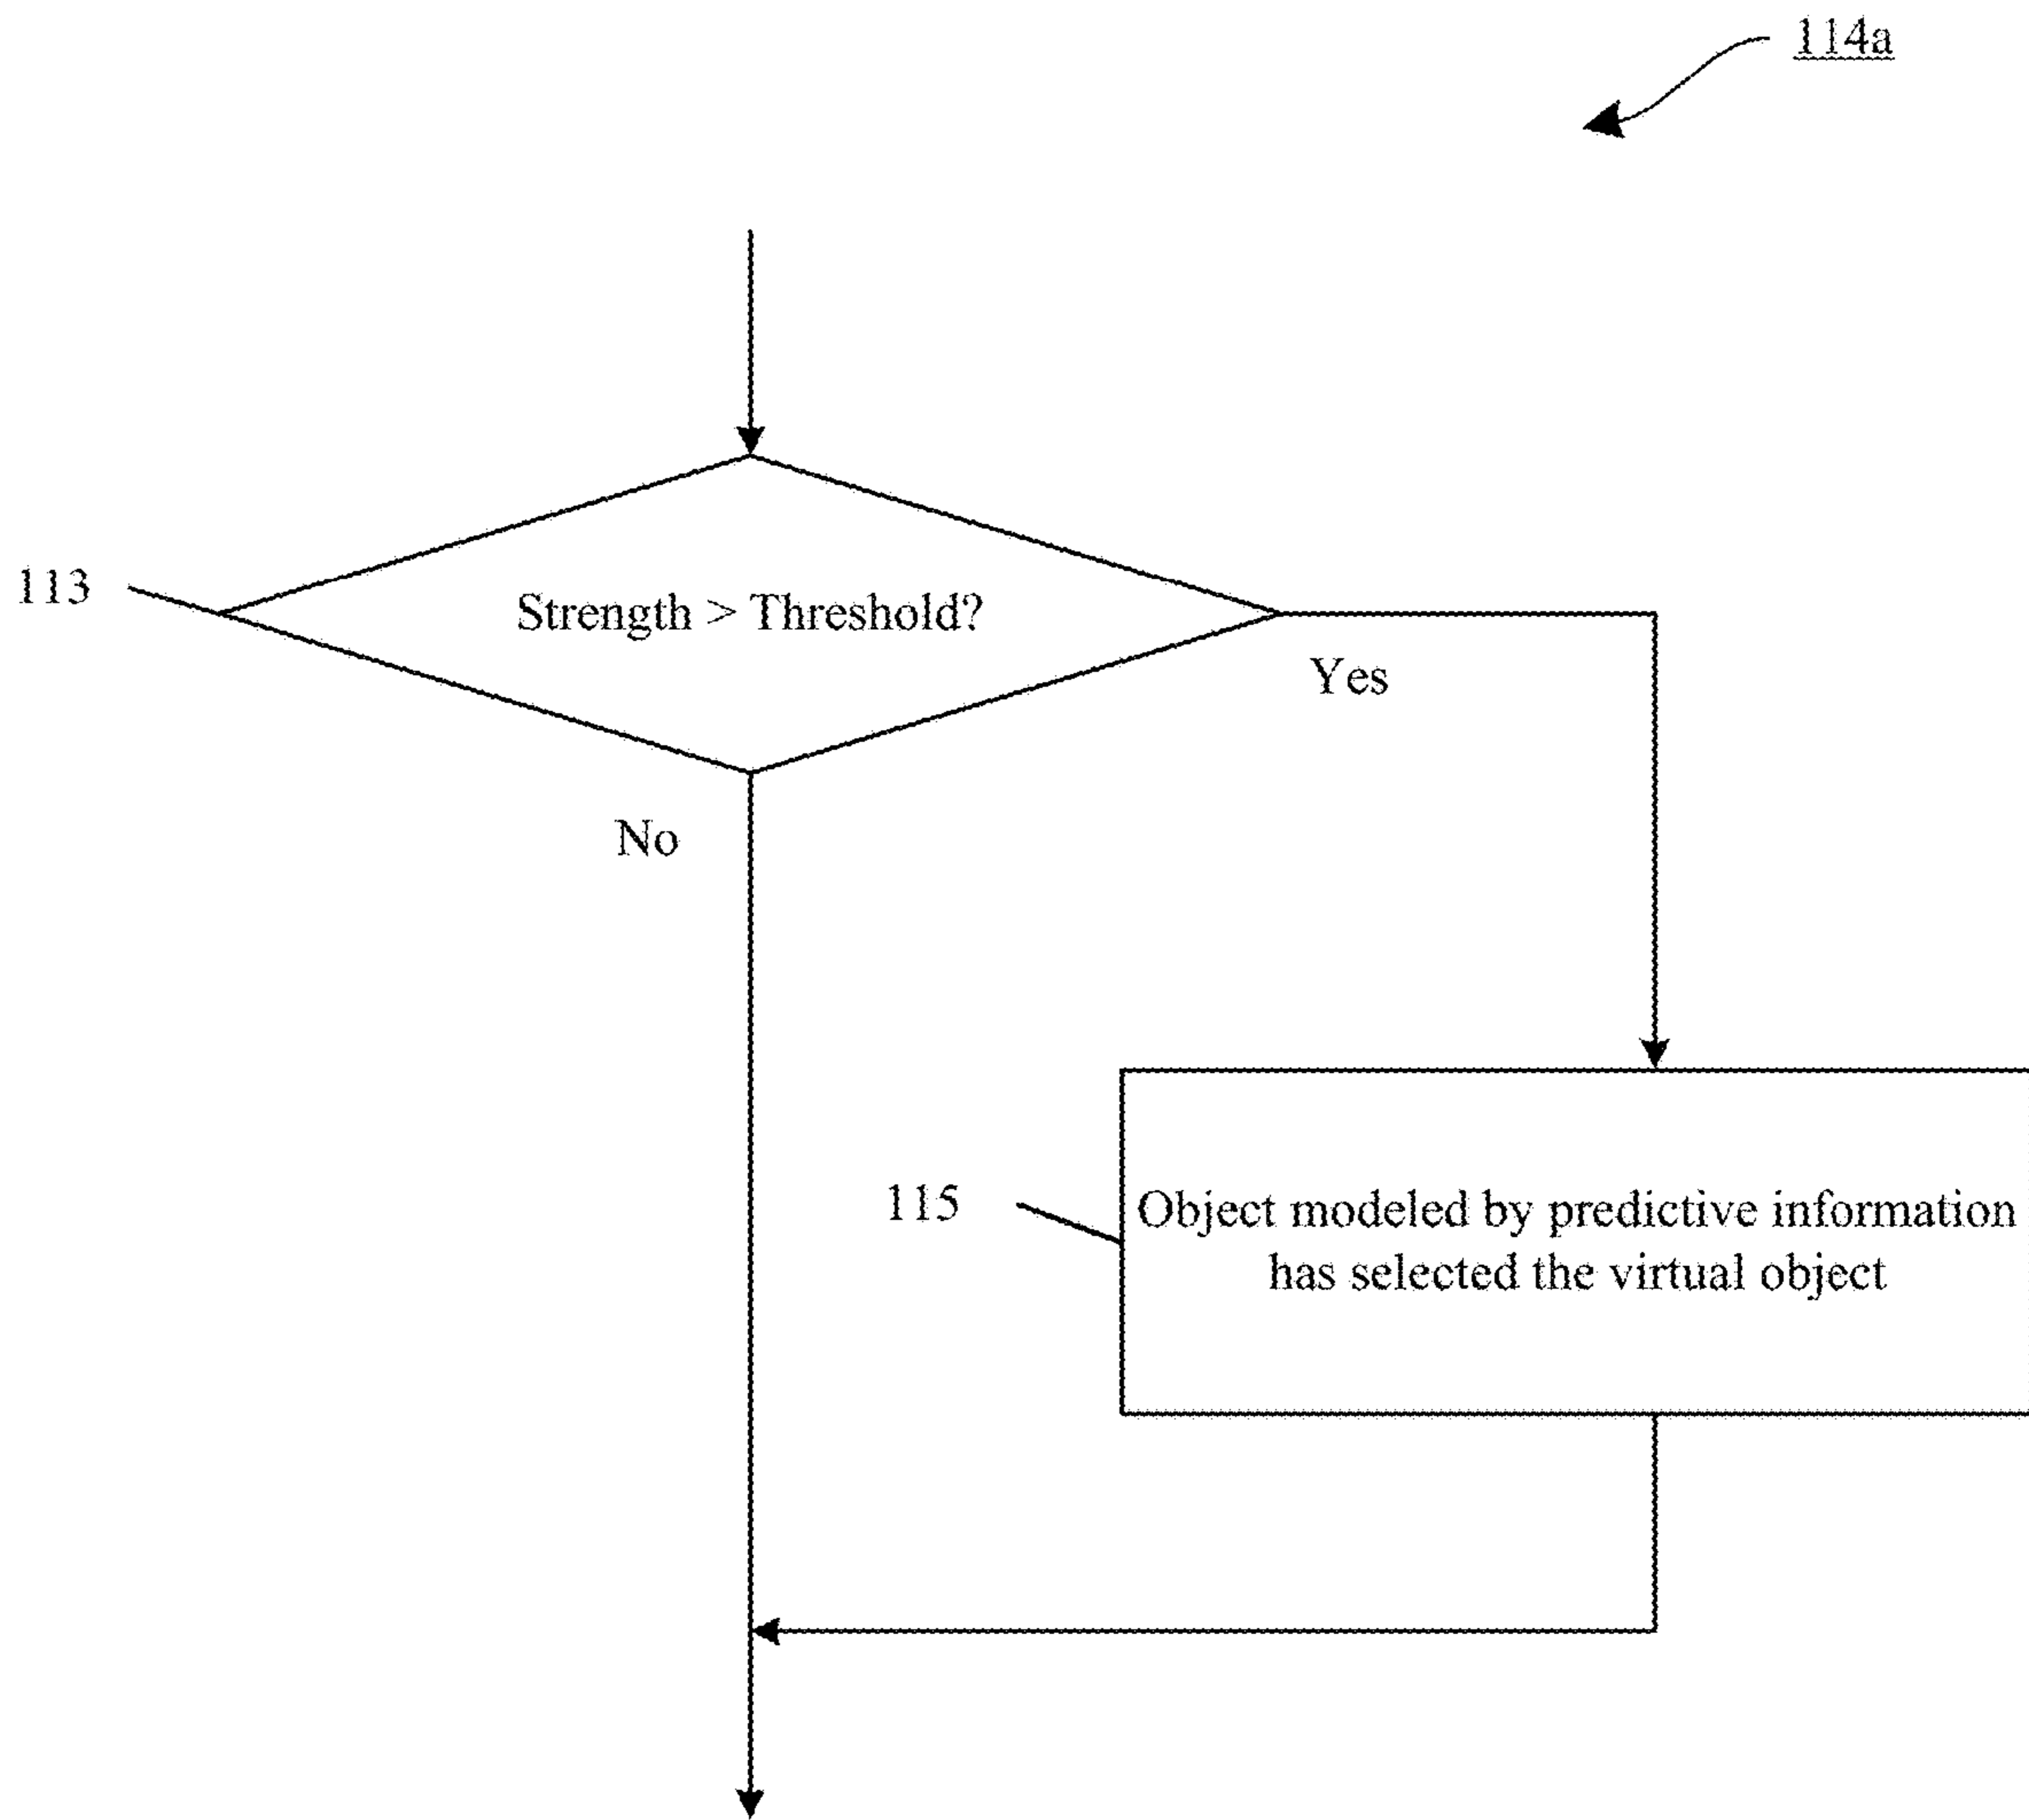 114a
113
Strength > Threshold?
Yes
No
115
Object modeled by predictive information
has selected the virtual object